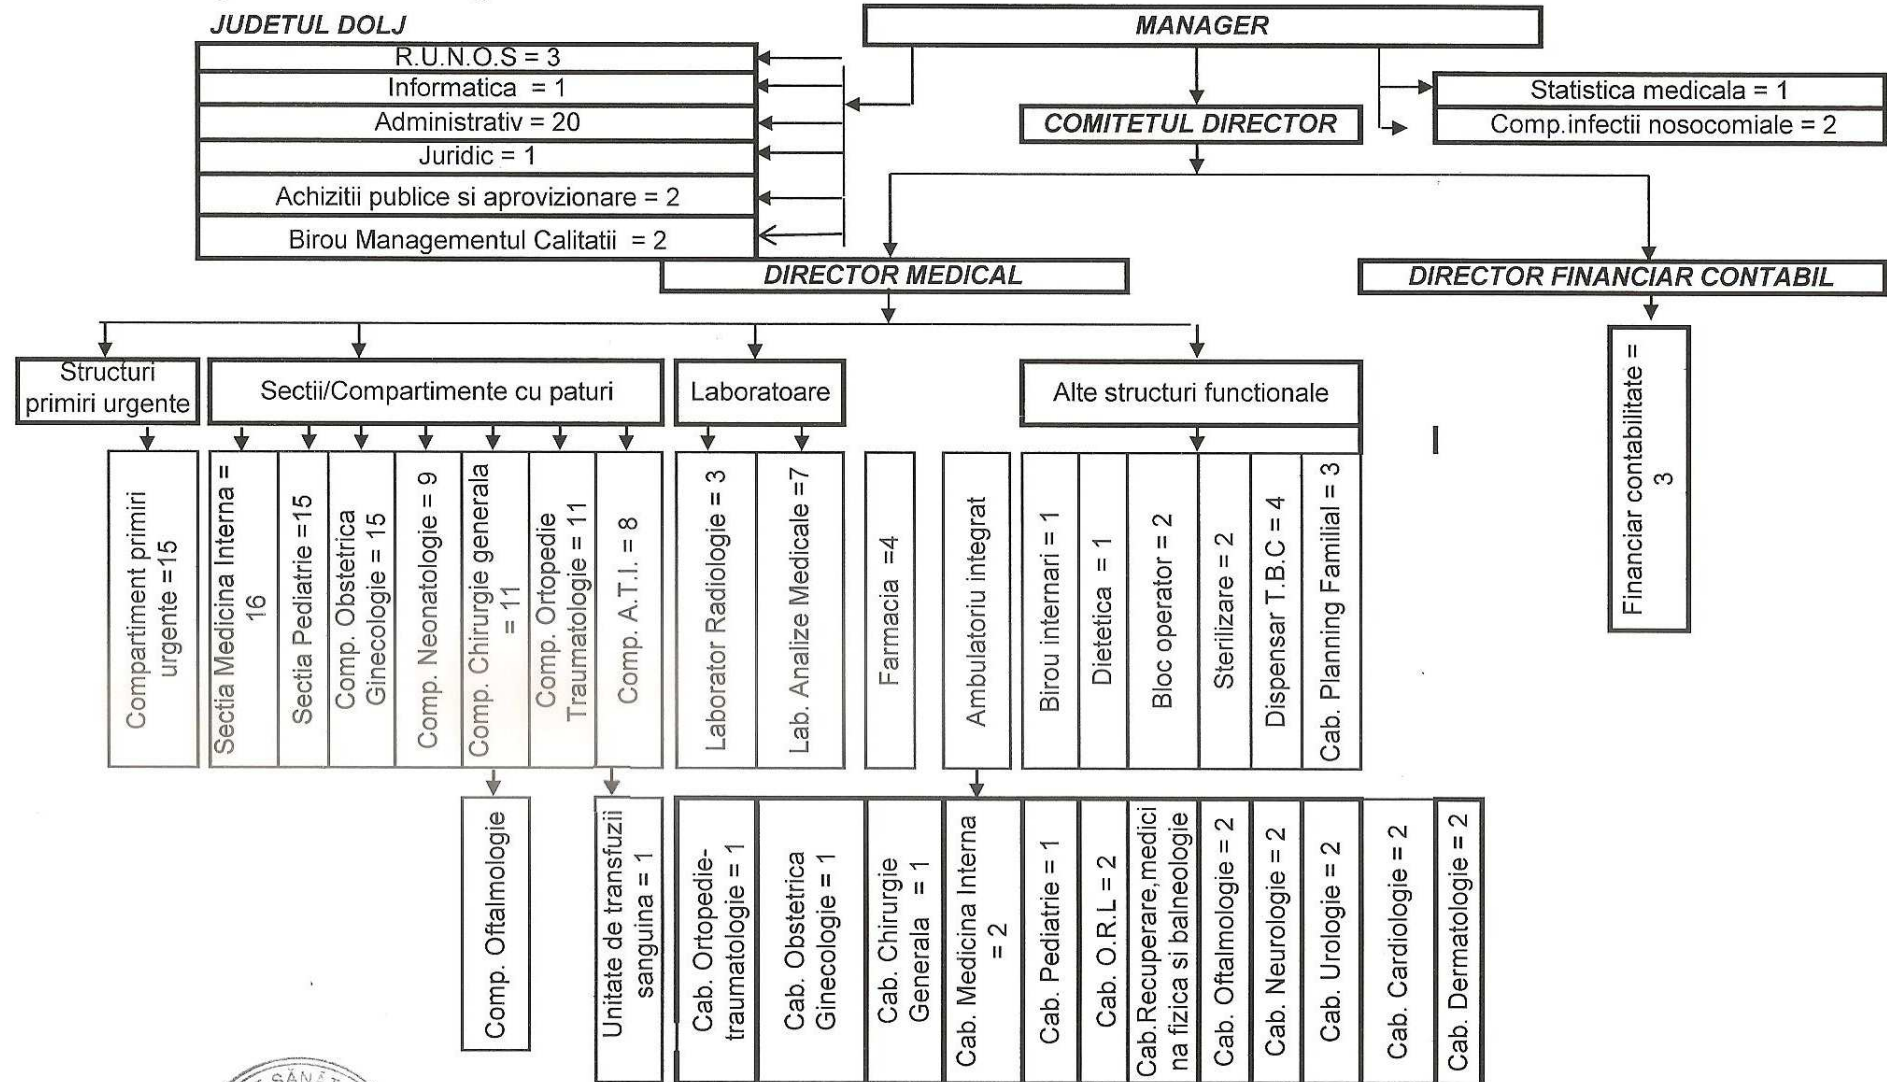 JUDETUL DOLJ
MANAGER
R.U.N.O.S = 3
Informatica = 1
Administrativ = 20
Juridic = 1
Achizitii publice si aprovizionare = 2
Birou Managementul Calitatii = 2
Statistica medicala = 1
Comp.infectii nosocomiale = 2
COMITETUL DIRECTOR
DIRECTOR MEDICAL
DIRECTOR FINANCIAR CONTABIL
Structuri
primiri urgente
Sectii/Compartimente cu paturi
Laboratoare
Alte structuri functionale
Financiar contabilitate =
3
Compartiment primiri
urgente =15
Sectia Medicina Interna =
16
Sectia Pediatrie =15
Comp. Obstetrica
Ginecologie = 15
Comp. Neonatologie = 9
Comp. Chirurgie generala
= 11
Comp. Ortopedie
Traumatologie = 11
Comp. A.T.I. = 8
Laborator Radiologie = 3
Lab. Analize Medicale =7
Farmacia =4
Ambulatoriu integrat
Birou internari = 1
Dietetica = 1
Bloc operator = 2
Sterilizare = 2
Dispensar T.B.C = 4
Cab. Planning Familial = 3
Comp. Oftalmologie
Unitate de transfuzii
sanguina = 1
Cab. Ortopedie-
traumatologie = 1
Cab. Obstetrica
Ginecologie = 1
Cab. Chirurgie
Generala = 1
Cab. Medicina Interna
= 2
Cab. Pediatrie = 1
Cab. O.R.L = 2
Cab.Recuperare,medici
na fizica si balneologie
Cab. Oftalmologie = 2
Cab. Neurologie = 2
Cab. Urologie = 2
Cab. Cardiologie = 2
Cab. Dermatologie = 2